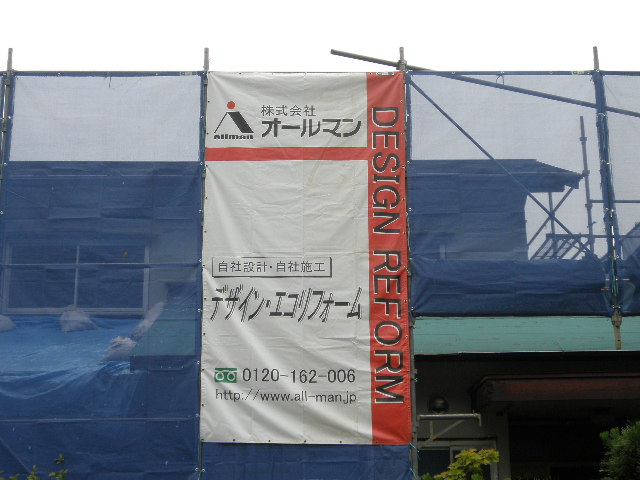 allman
株式会社
オールマン
DESIGN REFORM
自社設計・自社施工
デザイン・エコリフォーム
0120-162-006
http://www.all-man.jp